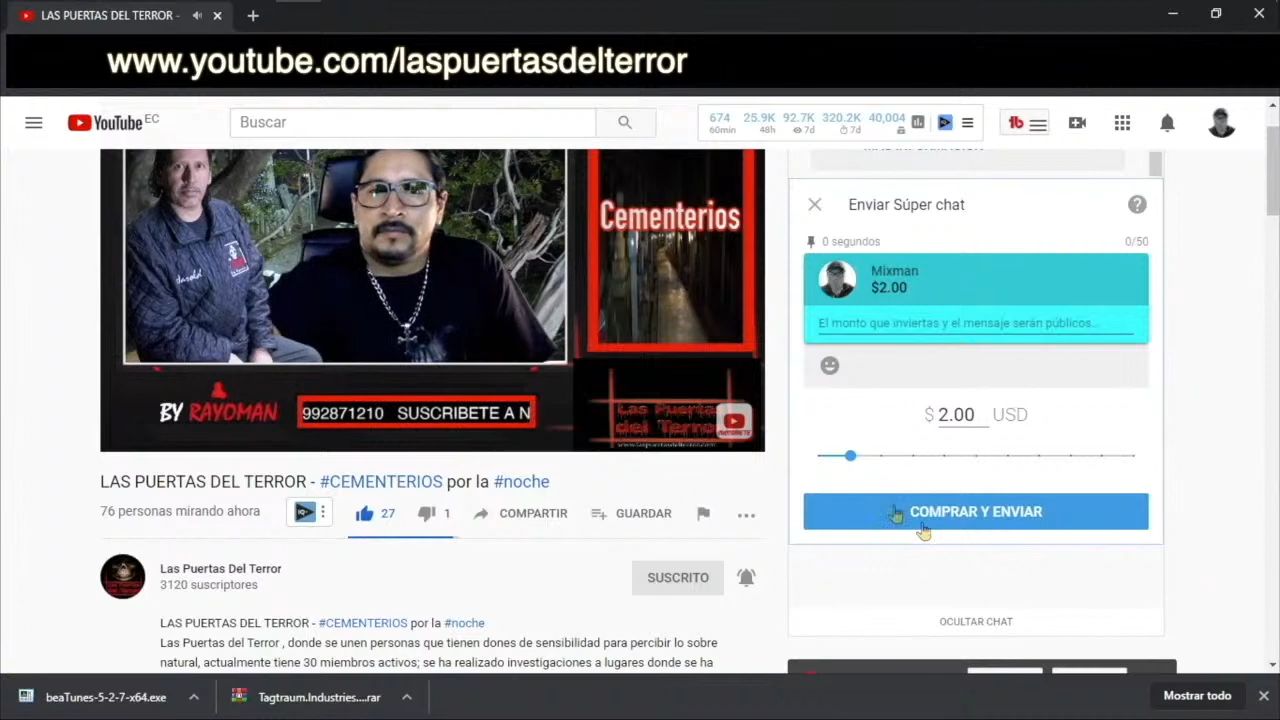 LAS PUERTAS DEL TERROR -
www.youtube.com/laspuertasdelterror
YouTube EC
Buscar
674 25.9K 92.7K 320.2K 40,004
60min 48h 7d 7d
Cementerios
harold
BY RAYOMAN
992871210 SUSCRIBETE A N
Las Puertas
del Terror
LAS PUERTAS DEL TERROR - #CEMENTERIOS por la #noche
76 personas mirando ahora
27
1
COMPARTIR
GUARDAR
Las Puertas Del Terror
3120 suscriptores
SUSCRITO
LAS PUERTAS DEL TERROR - #CEMENTERIOS por la #noche
Las Puertas del Terror , donde se unen personas que tienen dones de sensibilidad para percibir lo sobre
natural, actualmente tiene 30 miembros activos; se ha realizado investigaciones a lugares donde se ha
Enviar Súper chat
0 segundos
0/50
Mixman
$2.00
El monto que inviertas y el mensaje serán públicos...
$ 2.00 USD
COMPRAR Y ENVIAR
OCULTAR CHAT
beaTunes-5-2-7-x64.exe
Tagtraum.Industries....rar
Mostrar todo